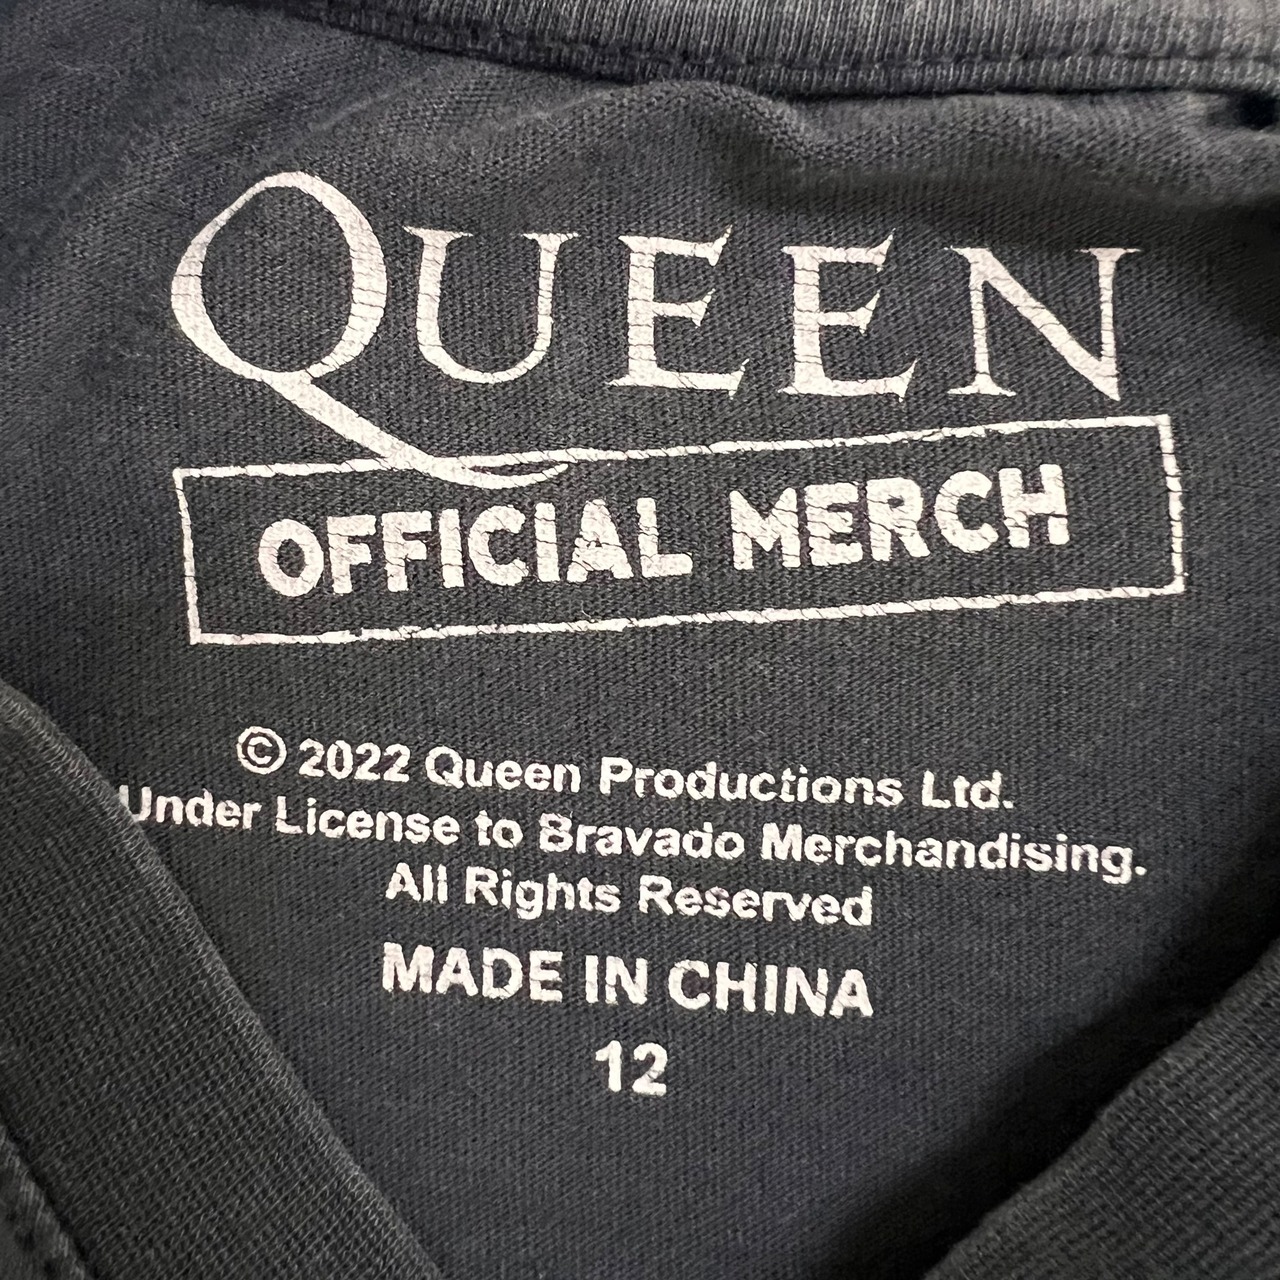 QUEEN
OFFICIAL MERCH
© 2022 Queen Productions Ltd.
Under License to Bravado Merchandising.
All Rights Reserved
MADE IN CHINA
12